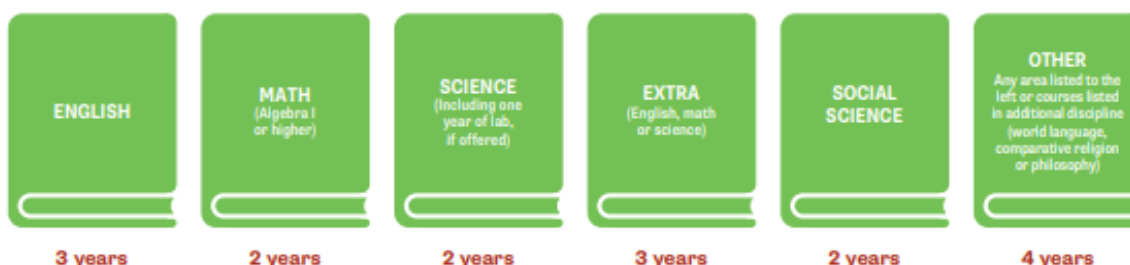 ENGLISH
3 years
MATH
(Algebra I
or higher)
2 years
SCIENCE
(Including one
year of lab,
if offered)
2 years
EXTRA
(English, math
or science)
3 years
SOCIAL
SCIENCE
2 years
OTHER
Any area listed to the
left or courses listed
in additional discipline
(world language,
comparative religion
or philosophy)
4 years